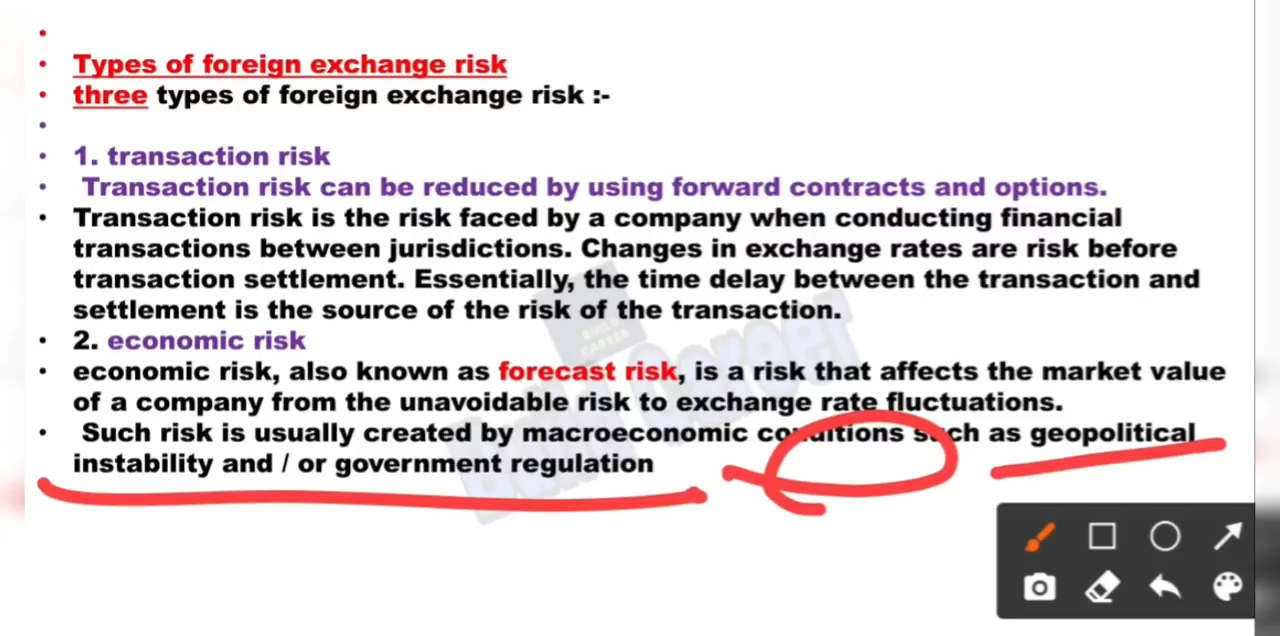 Types of foreign exchange risk
three types of foreign exchange risk :-
1. transaction risk
Transaction risk can be reduced by using forward contracts and options.
Transaction risk is the risk faced by a company when conducting financial
transactions between jurisdictions. Changes in exchange rates are risk before
transaction settlement. Essentially, the time delay between the transaction and
settlement is the source of the risk of the transaction.
2. economic risk
economic risk, also known as forecast risk, is a risk that affects the market value
of a company from the unavoidable risk to exchange rate fluctuations.
Such risk is usually created by macroeconomic conditions such as geopolitical
instability and / or government regulation
BUILD
CAREER
Build Career